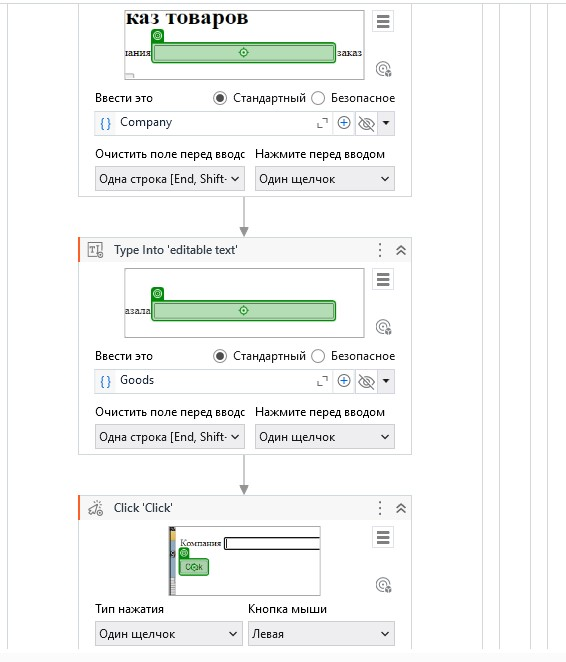 каз товаров
пания
заказ
Ввести это
Стандартный
Безопасное
{ } Company
Очистить поле перед вводс
Нажмите перед вводом
Одна строка [End, Shift-
Один щелчок
Type Into 'editable text'
азала
Ввести это
Стандартный
Безопасное
{ } Goods
Очистить поле перед вводс
Нажмите перед вводом
Одна строка [End, Shift-
Один щелчок
Click 'Click'
Компания
Тип нажатия
Кнопка мыши
Один щелчок
Левая